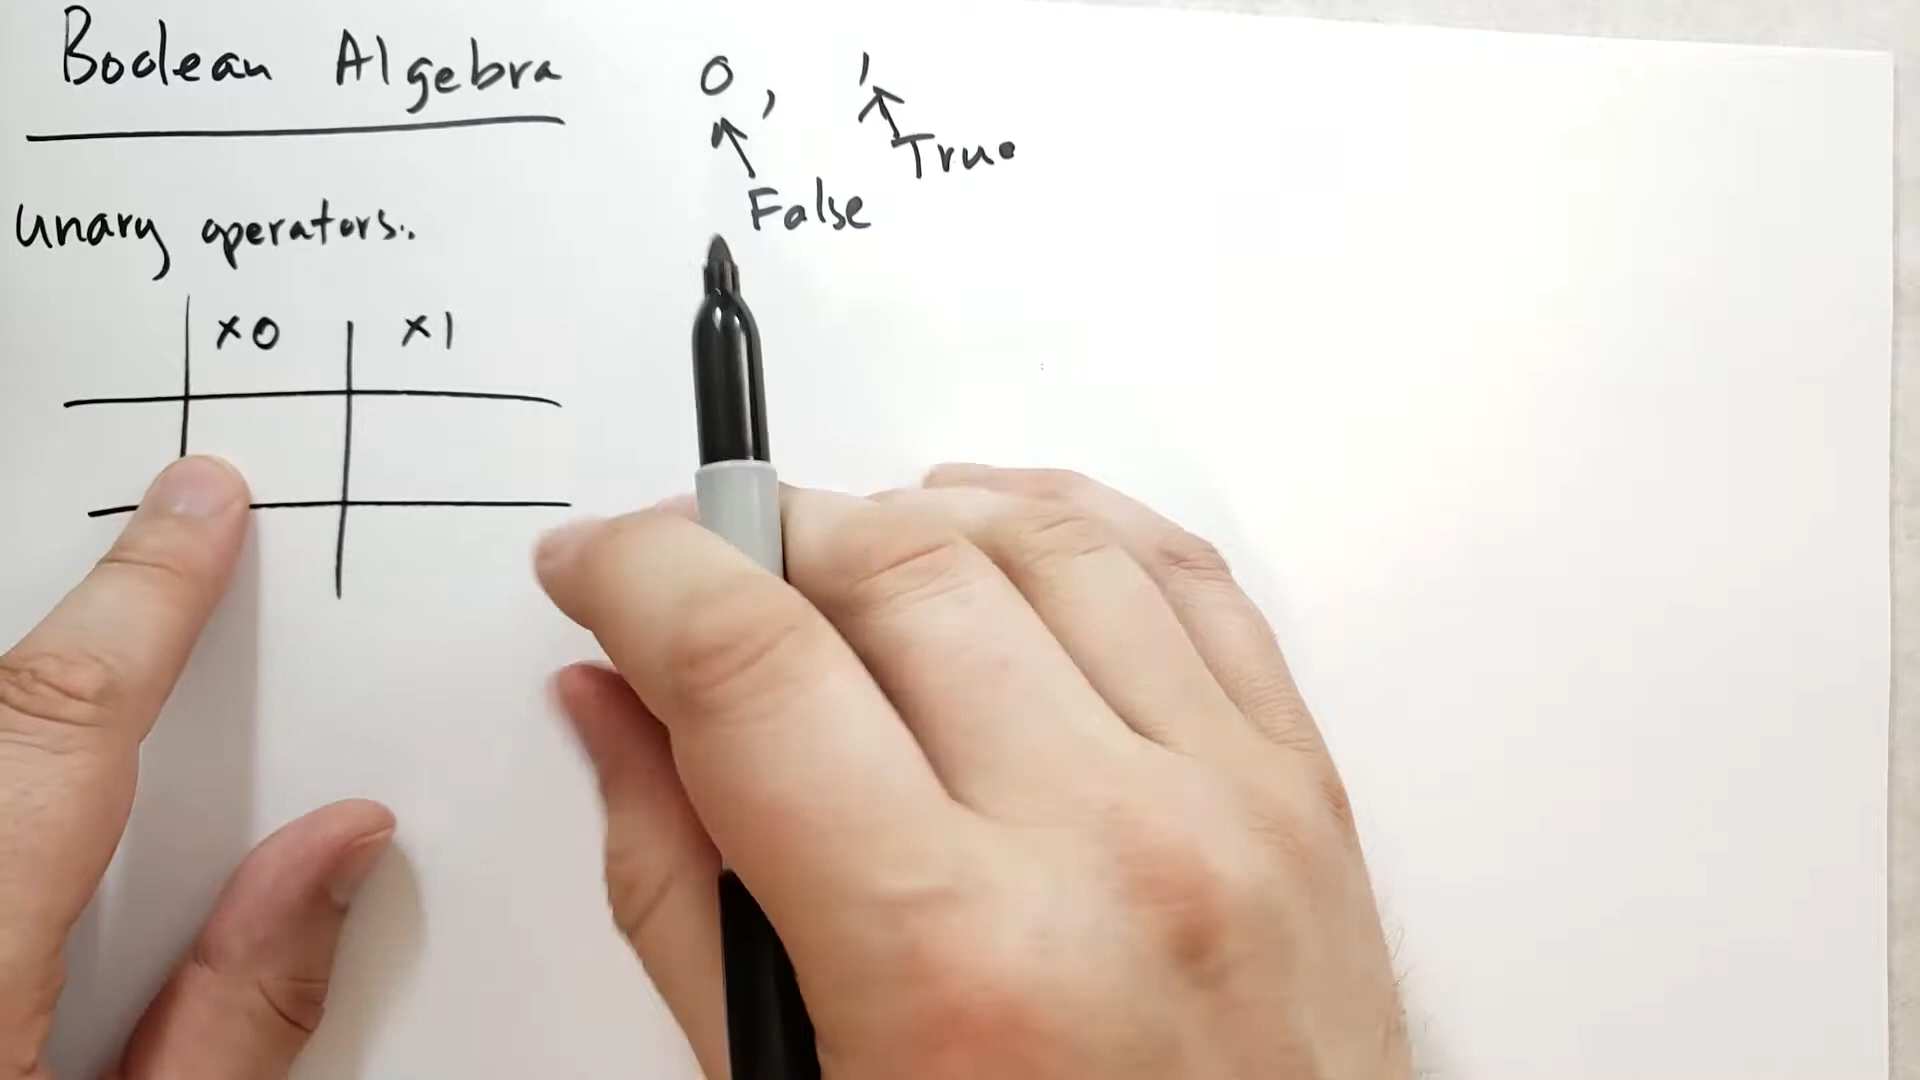 Boolean Algebra
0, 1
True
False
Unary operators:
x0 x1